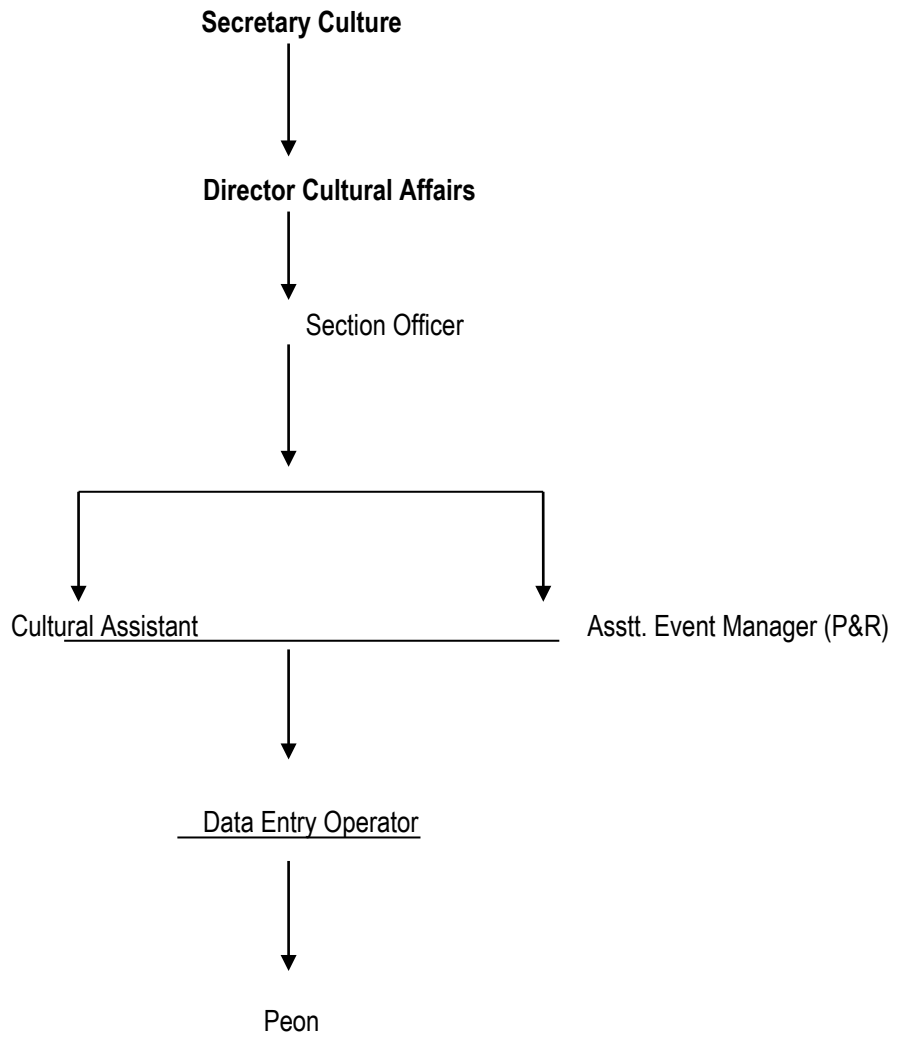 Secretary Culture
Director Cultural Affairs
Section Officer
Cultural Assistant
Asstt. Event Manager (P&R)
Data Entry Operator
Peon